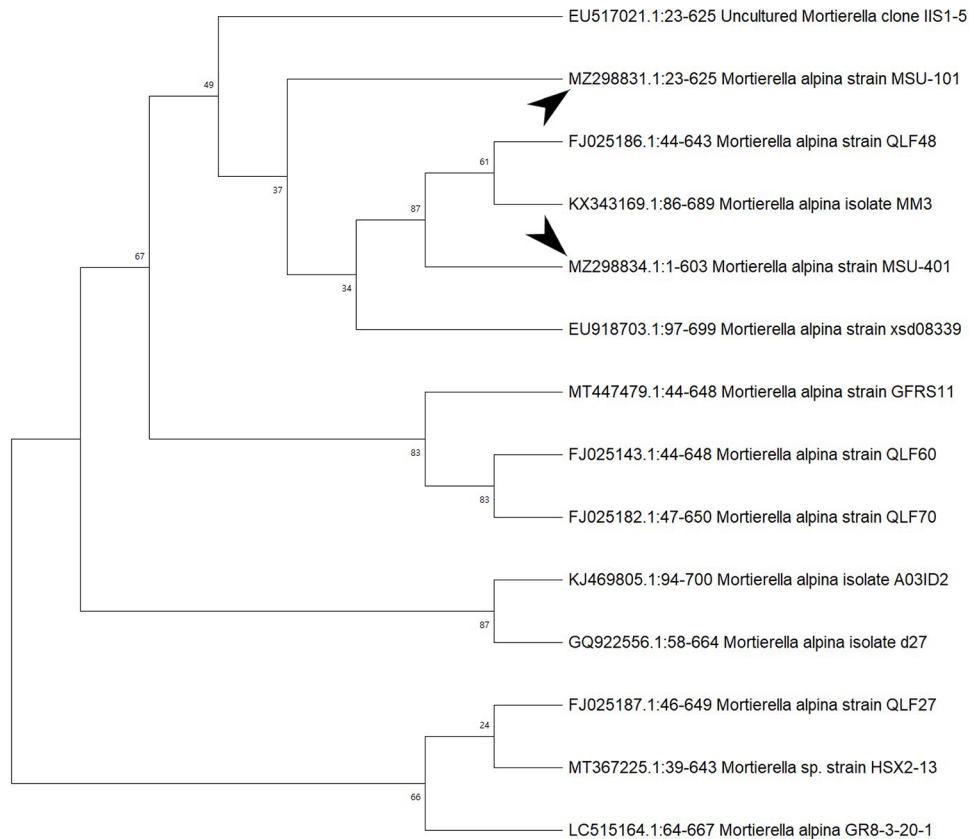 EU517021.1:23-625 Uncultured Mortierella clone IIS1-5
49
MZ298831.1:23-625 Mortierella alpina strain MSU-101
FJ025186.1:44-643 Mortierella alpina strain QLF48
61
37
KX343169.1:86-689 Mortierella alpina isolate MM3
87
67
MZ298834.1:1-603 Mortierella alpina strain MSU-401
34
EU918703.1:97-699 Mortierella alpina strain xsd08339
MT447479.1:44-648 Mortierella alpina strain GFRS11
83
FJ025143.1:44-648 Mortierella alpina strain QLF60
83
FJ025182.1:47-650 Mortierella alpina strain QLF70
KJ469805.1:94-700 Mortierella alpina isolate A03ID2
87
GQ922556.1:58-664 Mortierella alpina isolate d27
FJ025187.1:46-649 Mortierella alpina strain QLF27
24
MT367225.1:39-643 Mortierella sp. strain HSX2-13
66
LC515164.1:64-667 Mortierella alpina GR8-3-20-1